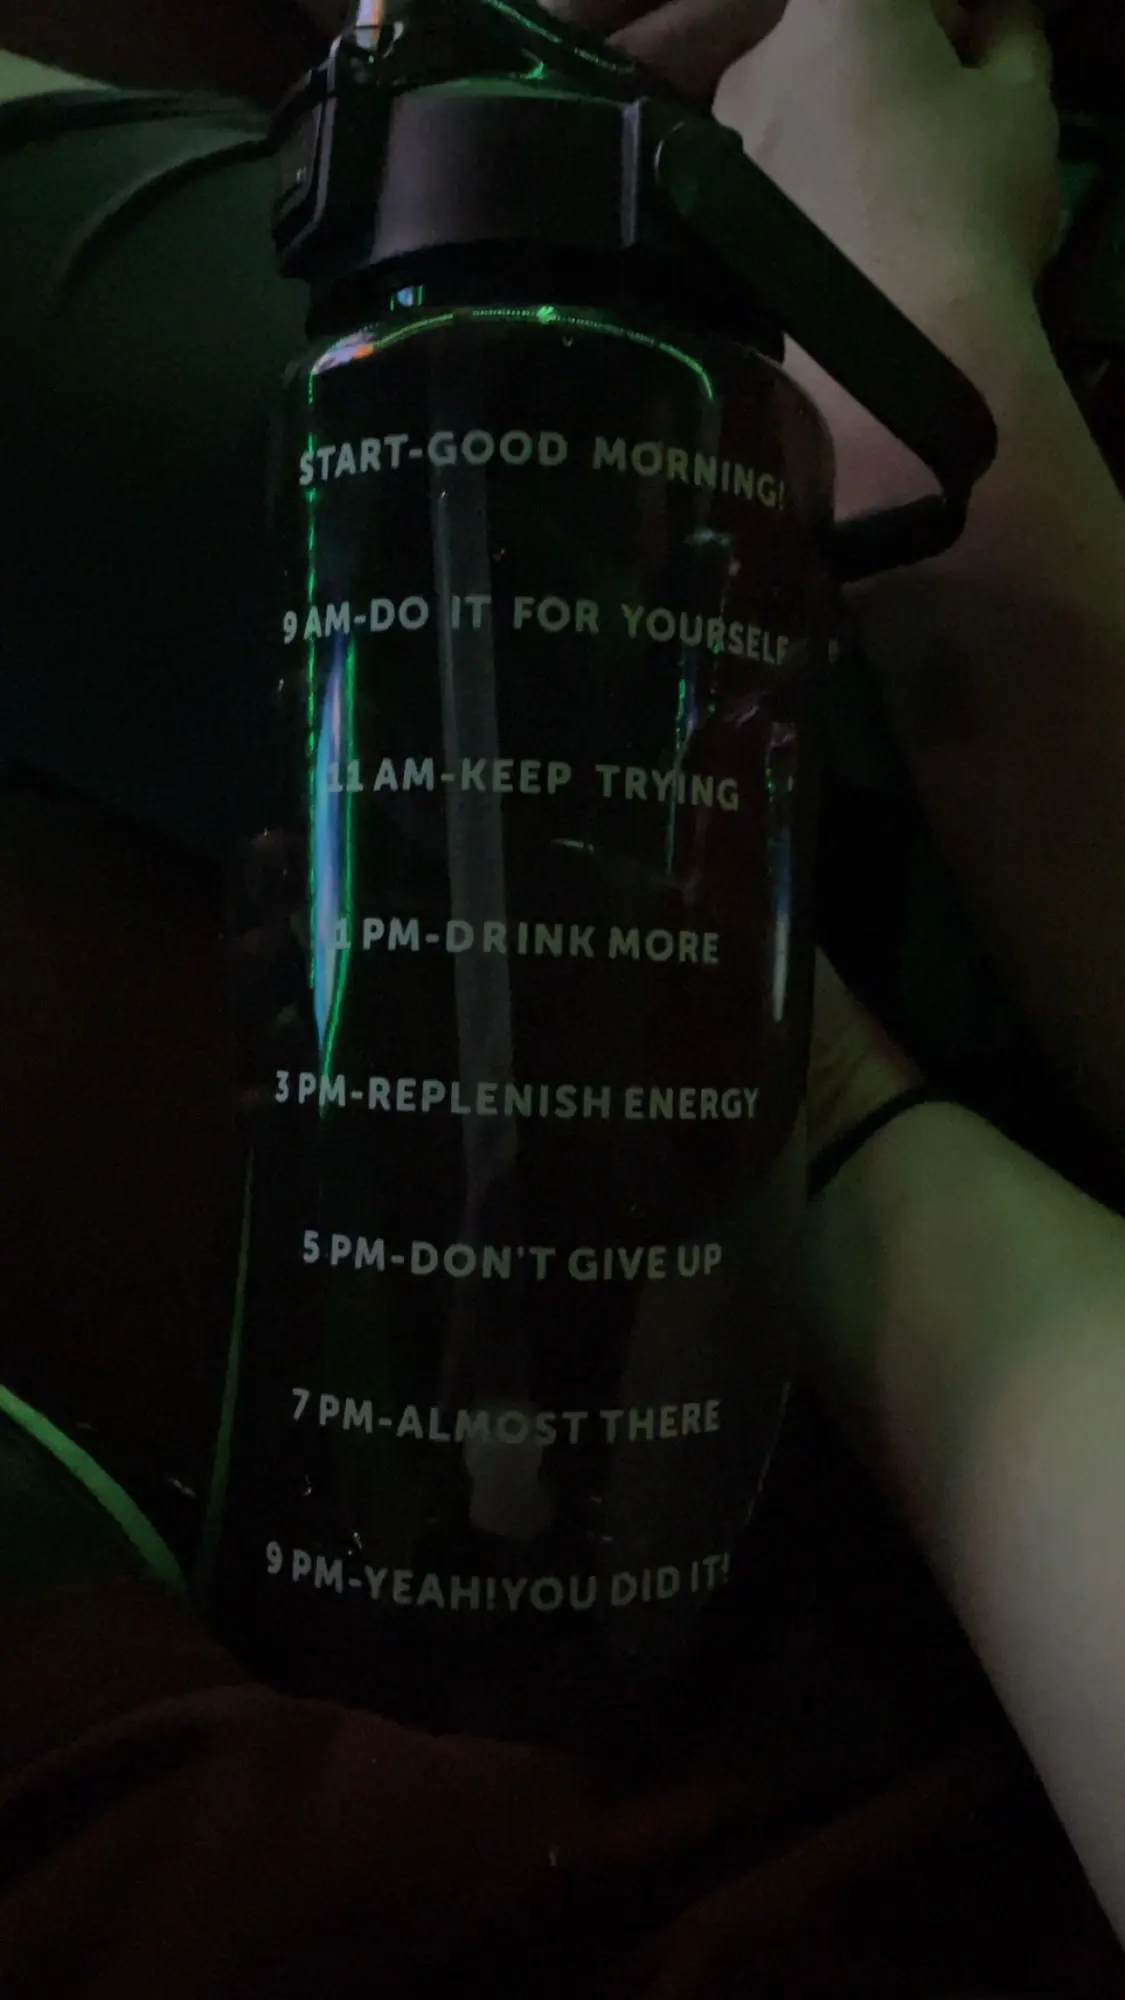 START-GOOD MORNING!
9 AM-DO IT FOR YOURSELF
11 AM-KEEP TRYING
1 PM-DRINK MORE
3 PM-REPLENISH ENERGY
5 PM-DON'T GIVE UP
7 PM-ALMOST THERE
9 PM-YEAH!YOU DID IT!